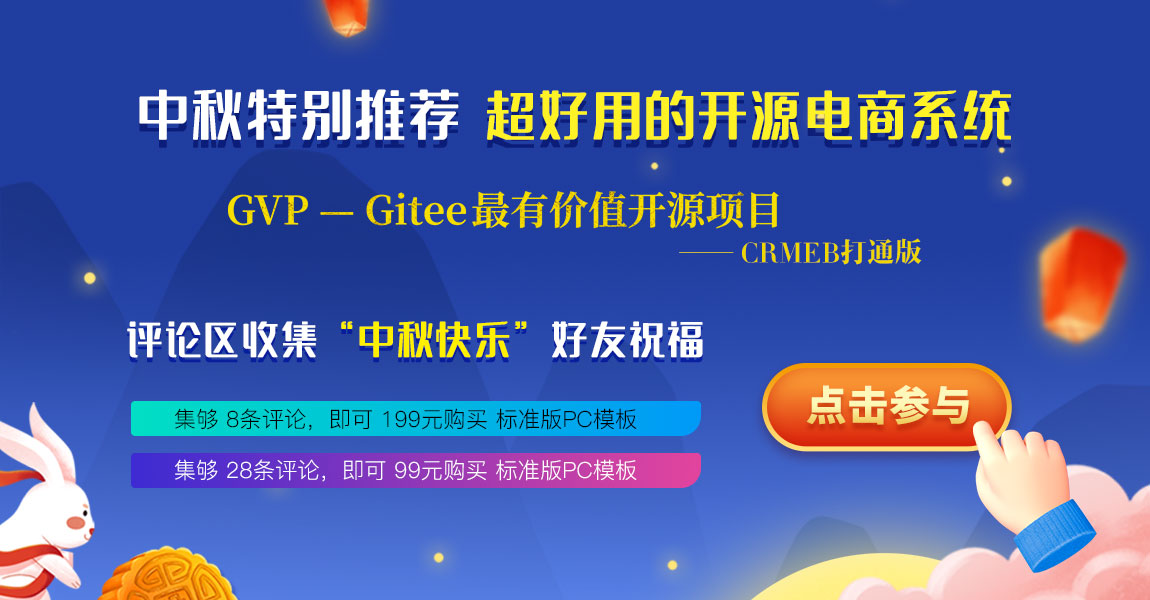 中秋特别推荐 超好用的开源电商系统
GVP — Gitee最有价值开源项目
—— CRMEB打通版
评论区收集“中秋快乐”好友祝福
集够 8条评论，即可 199元购买 标准版PC模板
集够 28条评论，即可 99元购买 标准版PC模板
点击参与